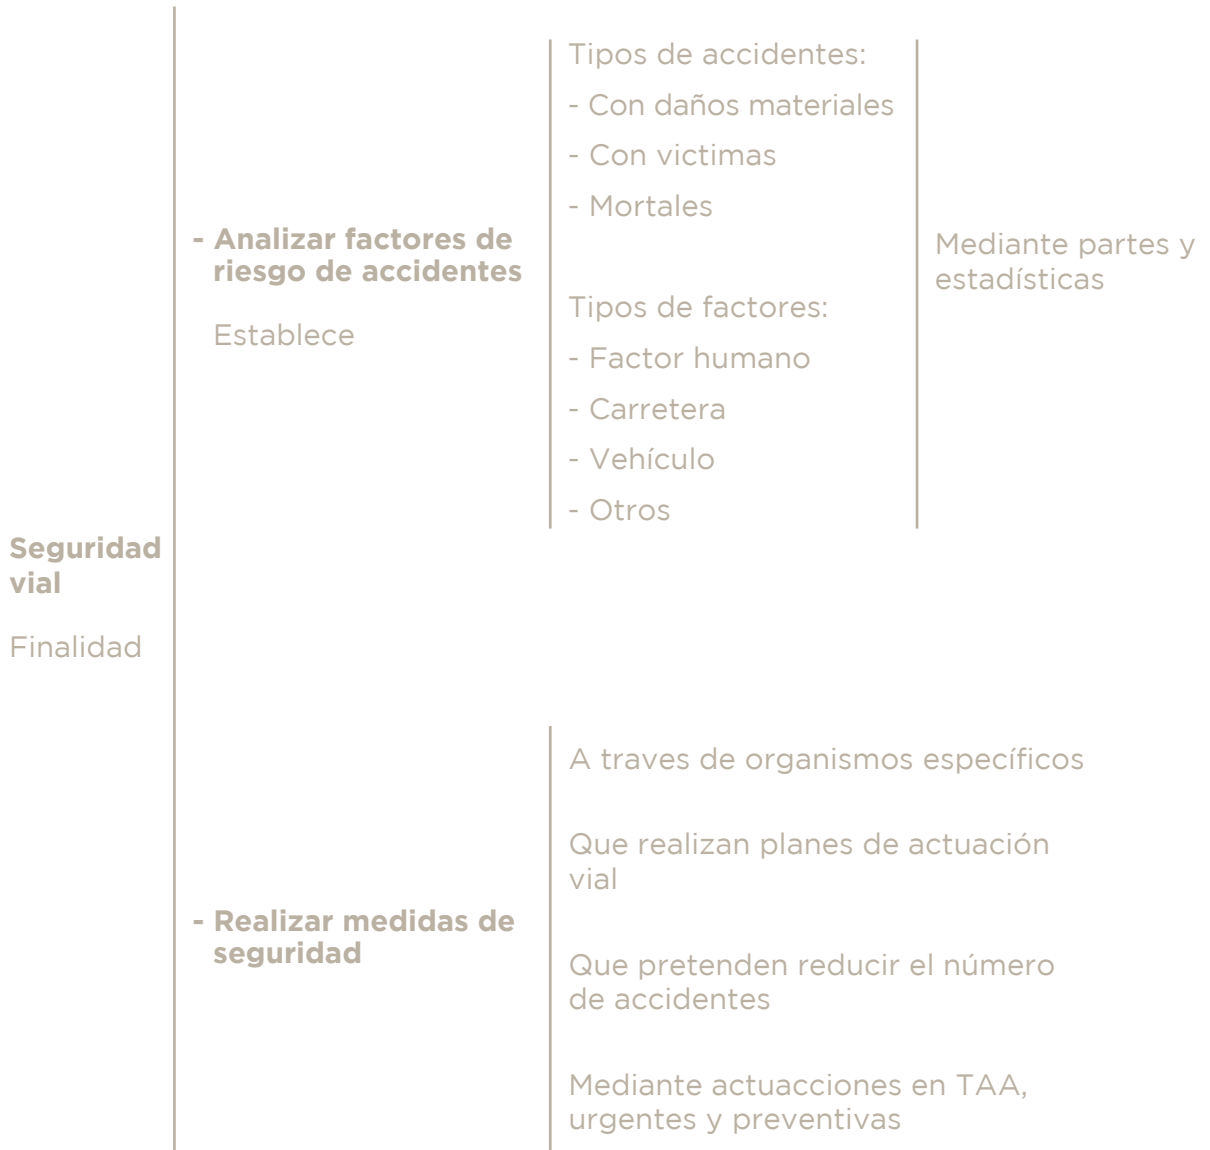 Seguridad
vial
Finalidad
- Analizar factores de
riesgo de accidentes
Establece
Tipos de accidentes:
- Con daños materiales
- Con victimas
- Mortales
Tipos de factores:
- Factor humano
- Carretera
- Vehículo
- Otros
Mediante partes y
estadísticas
- Realizar medidas de
seguridad
A traves de organismos específicos
Que realizan planes de actuación
vial
Que pretenden reducir el número
de accidentes
Mediante actuacciones en TAA,
urgentes y preventivas